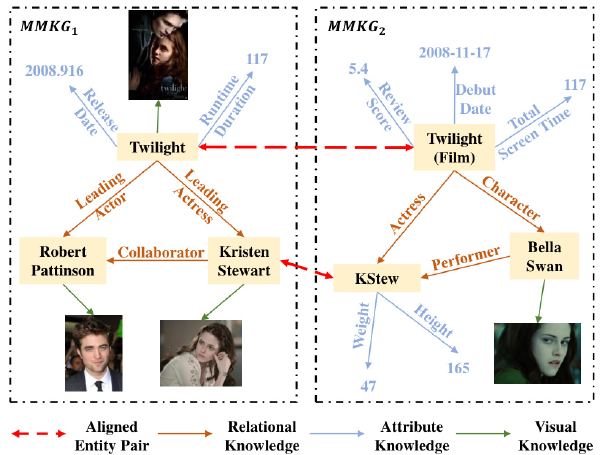 MMKG1
2008.916
117
Release
Date
Runtime
Duration
twilight
Twilight
Leading
Actor
Leading
Actress
Robert
Pattinson
Collaborator
Kristen
Stewart
MMKG2
5.4
2008-11-17
117
Review
Score
Debut
Date
Total
Screen Time
Twilight
(Film)
Actress
Character
KStew
Performer
Bella
Swan
Weight
Height
47
165
Aligned
Entity Pair
Relational
Knowledge
Attribute
Knowledge
Visual
Knowledge